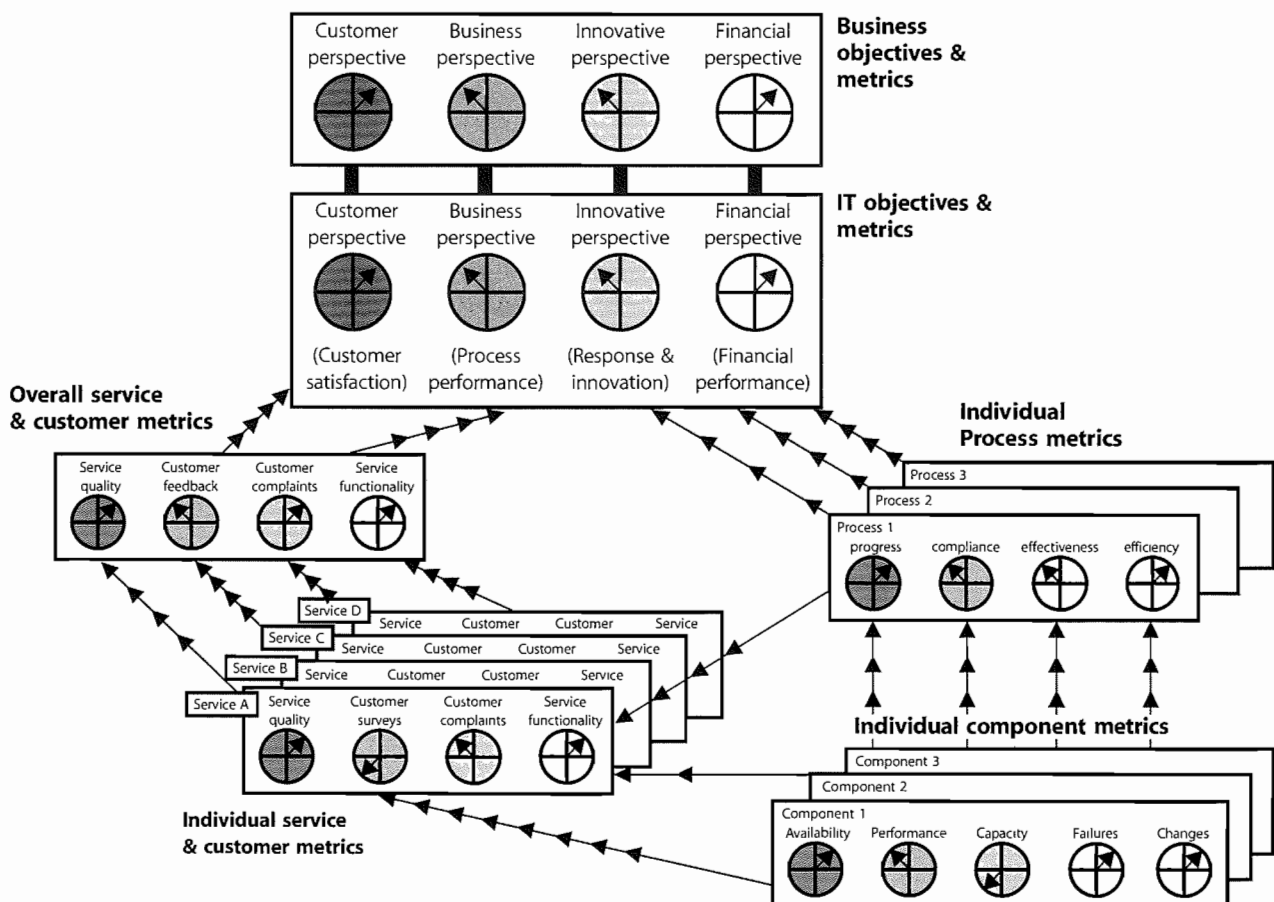 Customer Business Innovative Financial
perspective perspective perspective perspective
Business
objectives &
metrics
Customer Business Innovative Financial
perspective perspective perspective perspective
IT objectives &
metrics
(Customer (Process (Response & (Financial
satisfaction) performance) innovation) performance)
Overall service
& customer metrics
Service Customer Customer Service
quality feedback complaints functionality
Individual
Process metrics
Process 3
Process 2
Process 1
progress compliance effectiveness efficiency
Service D
Service Customer Customer Service
Service C
Service Customer Customer Service
Service B
Service Customer Customer Service
Service A
Service Customer Customer Service
quality surveys complaints functionality
Individual service
& customer metrics
Individual component metrics
Component 3
Component 2
Component 1
Availability Performance Capacity Failures Changes